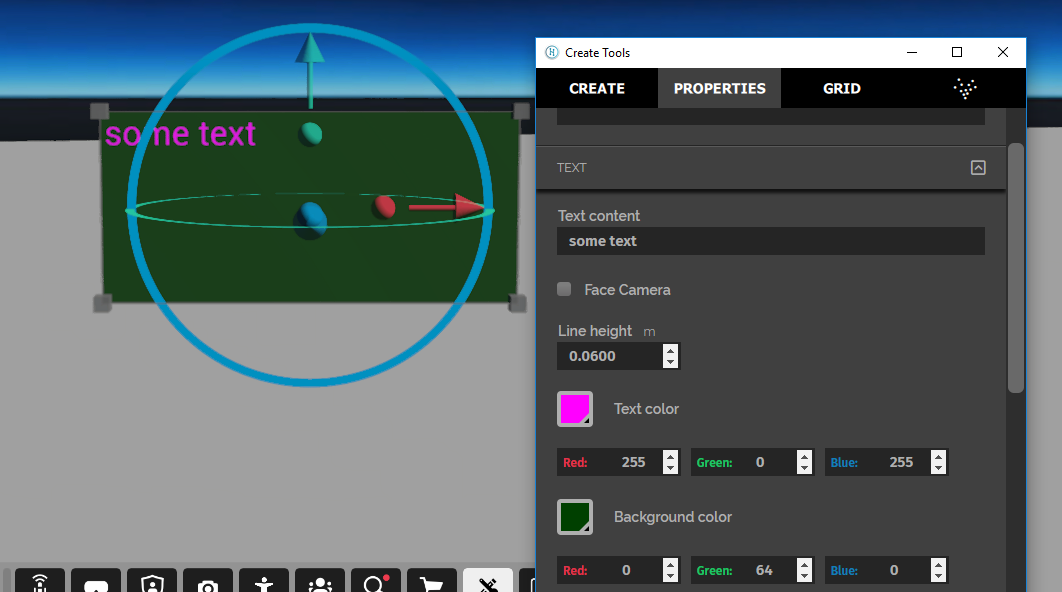 Create Tools
CREATE PROPERTIES GRID
some text
TEXT
Text content
some text
Face Camera
Line height m
0.0600
Text color
Red: 255 Green: 0 Blue: 255
Background color
Red: 0 Green: 64 Blue: 0